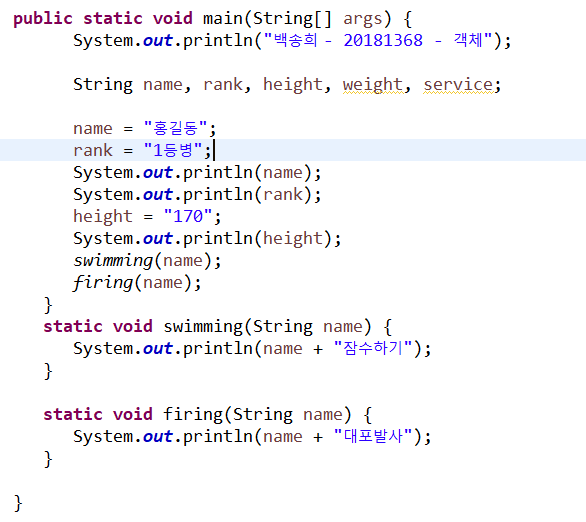 public static void main(String[] args) {
System.out.println("백송희 - 20181368 - 객체");
String name, rank, height, weight, service;
name = "홍길동";
rank = "1등병";
System.out.println(name);
System.out.println(rank);
height = "170";
System.out.println(height);
swimming(name);
firing(name);
}
static void swimming(String name) {
System.out.println(name + "잠수하기");
}
static void firing(String name) {
System.out.println(name + "대포발사");
}
}